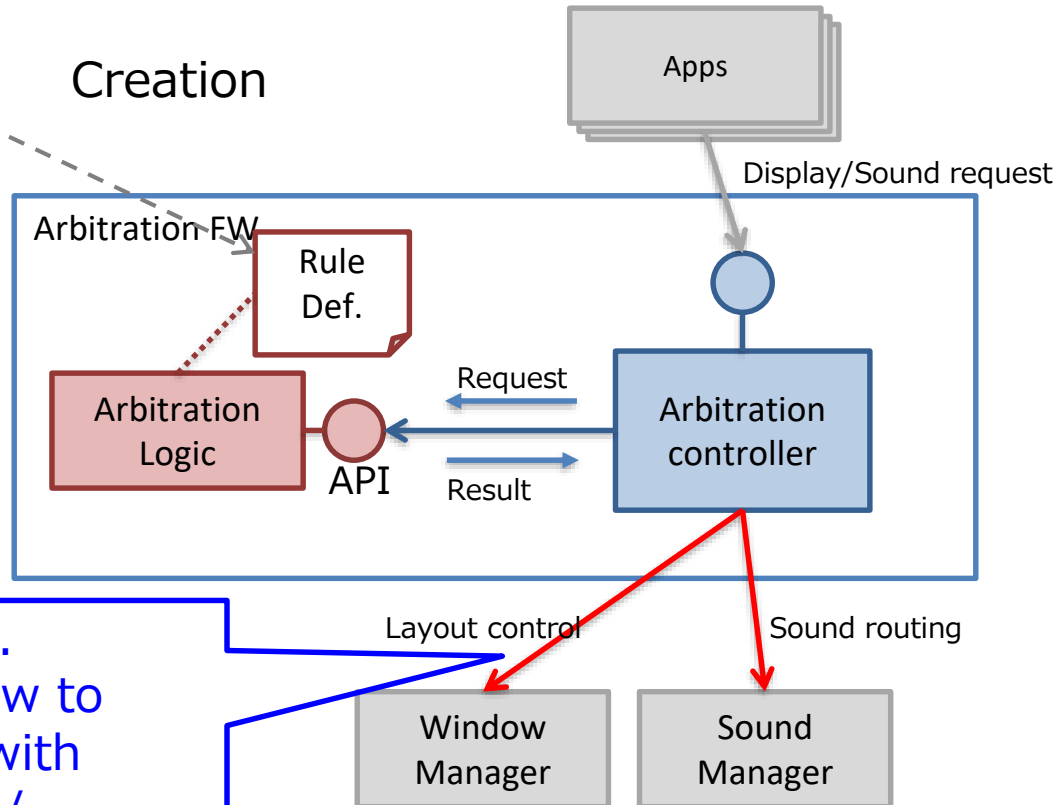 Creation
Apps
Display/Sound request
Arbitration FW
Rule
Def.
Arbitration
Logic
API
Request
Result
Arbitration
controller
Layout control
Sound routing
to
with
Window
Manager
Sound
Manager